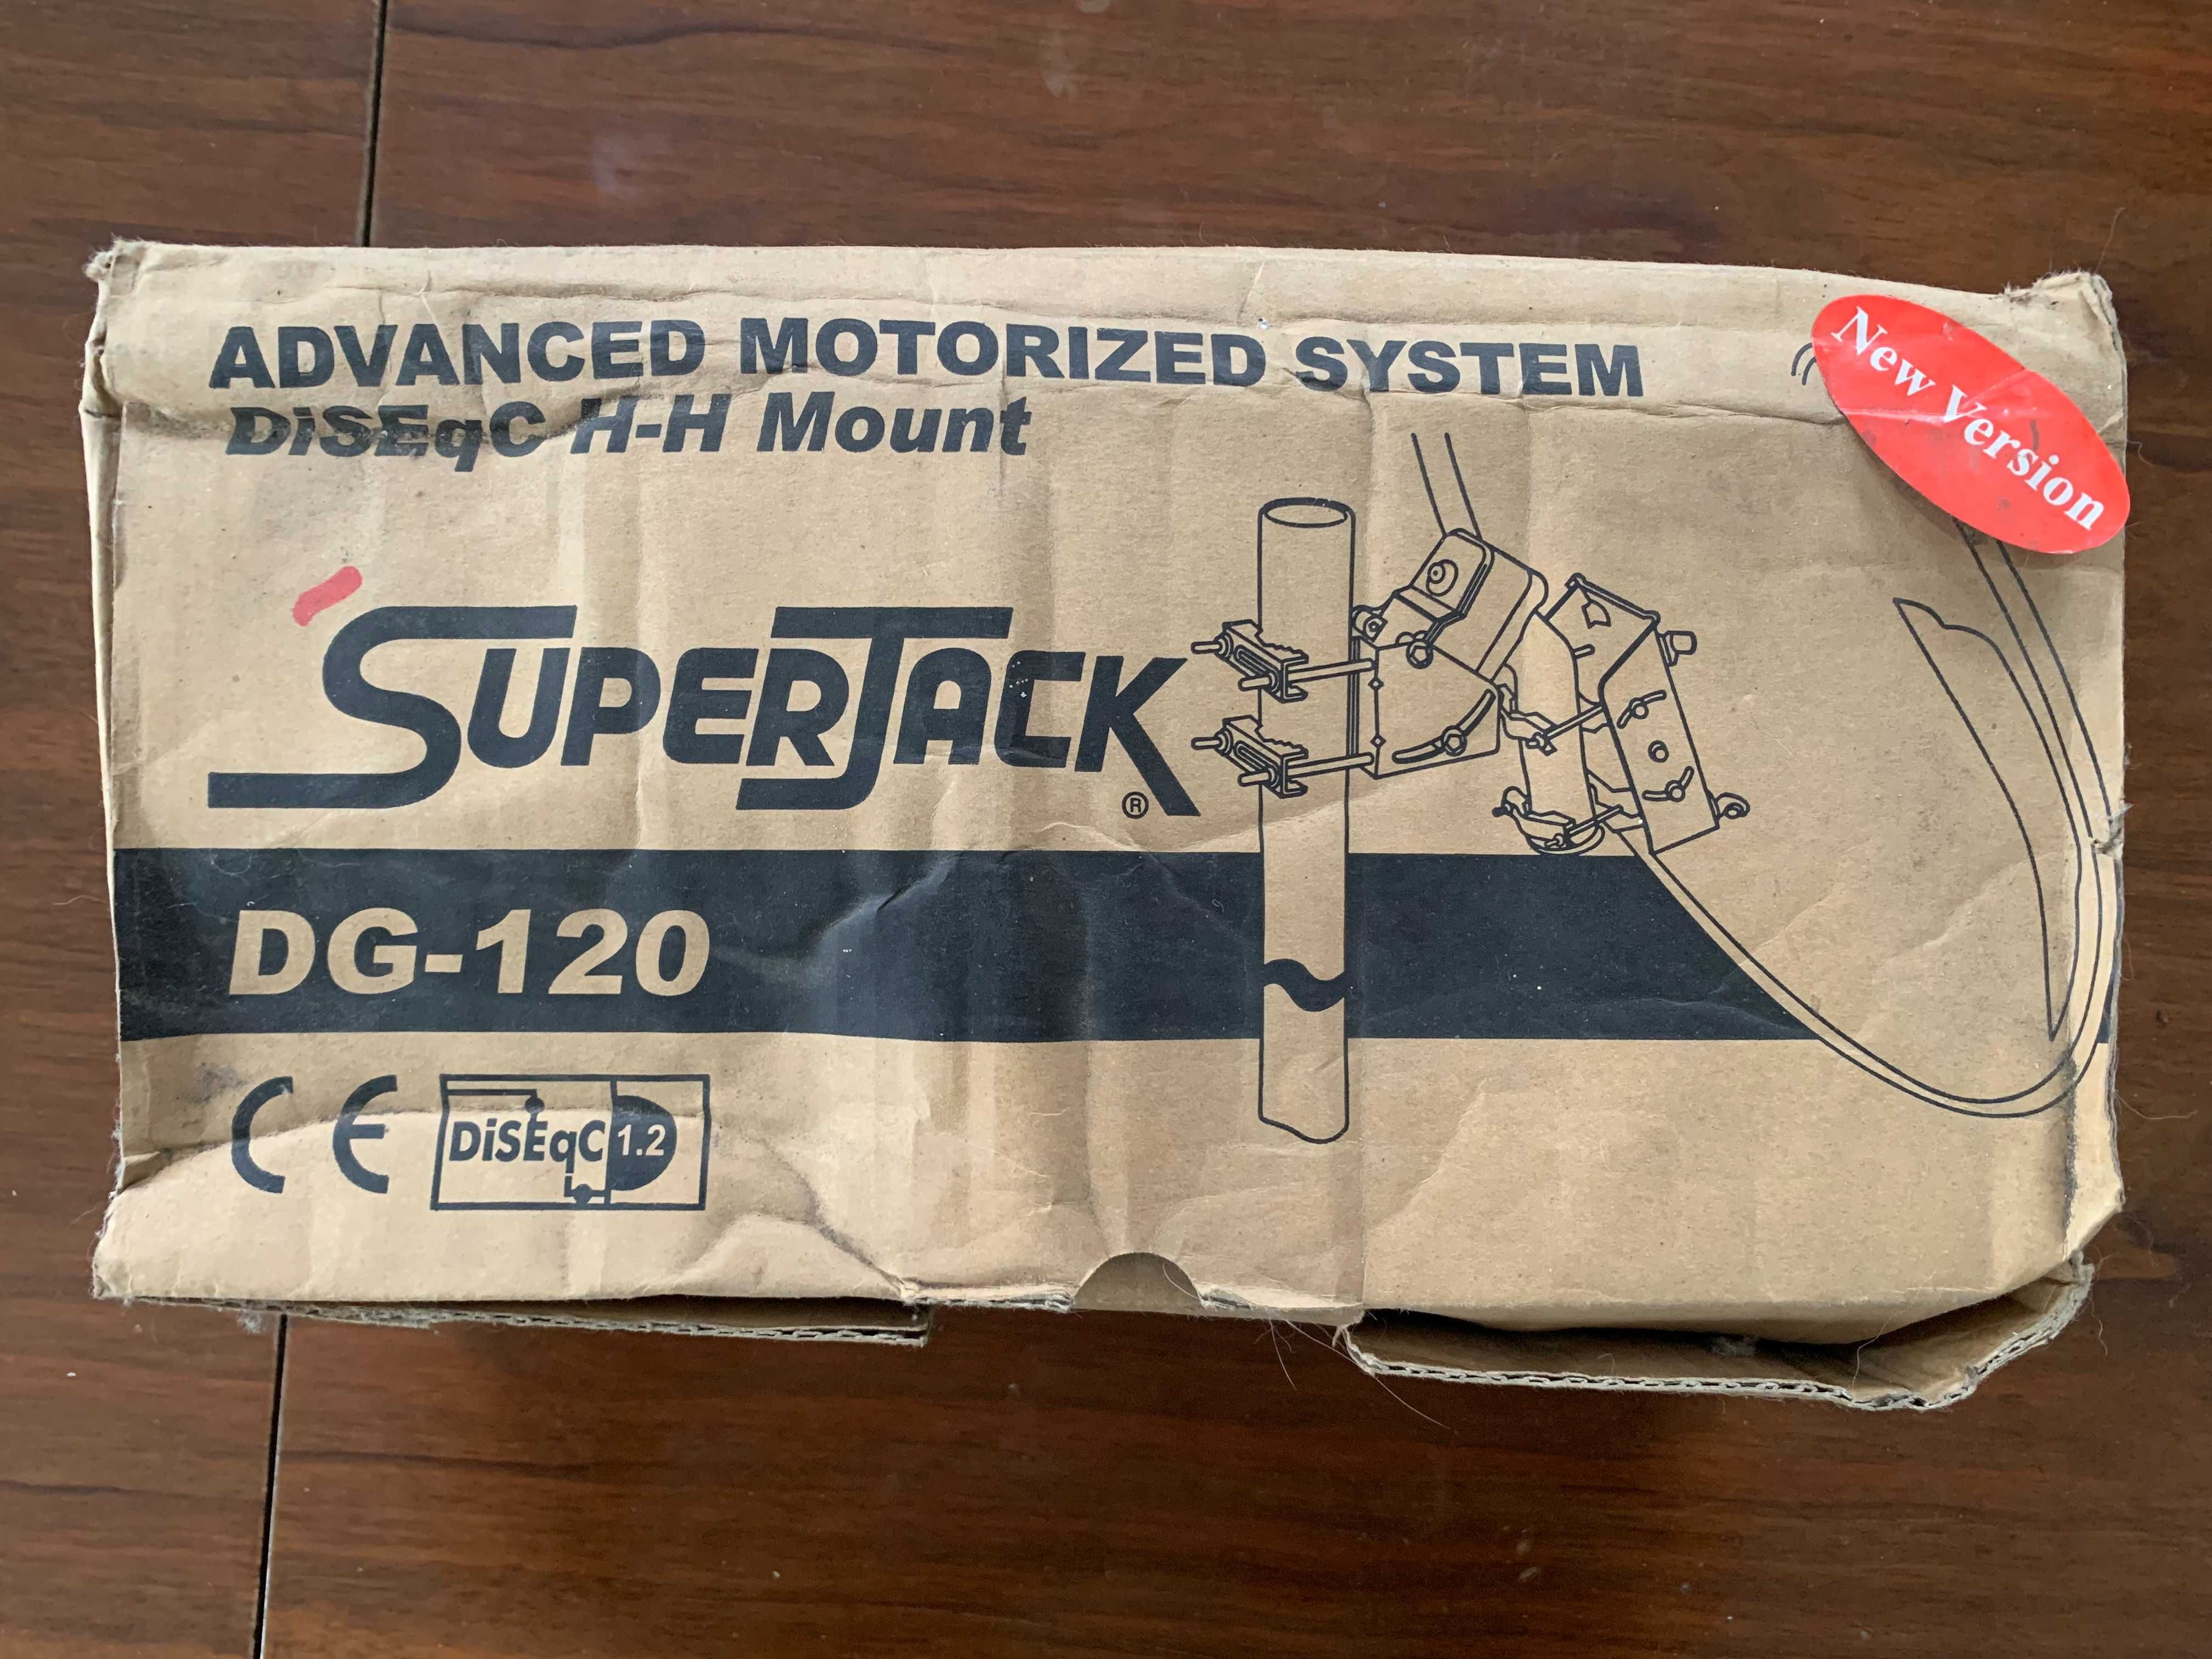 ADVANCED MOTORIZED SYSTEM
DiSEqC H-H Mount
New Version
SUPERJACK®
DG-120
CE DiSEqC 1.2